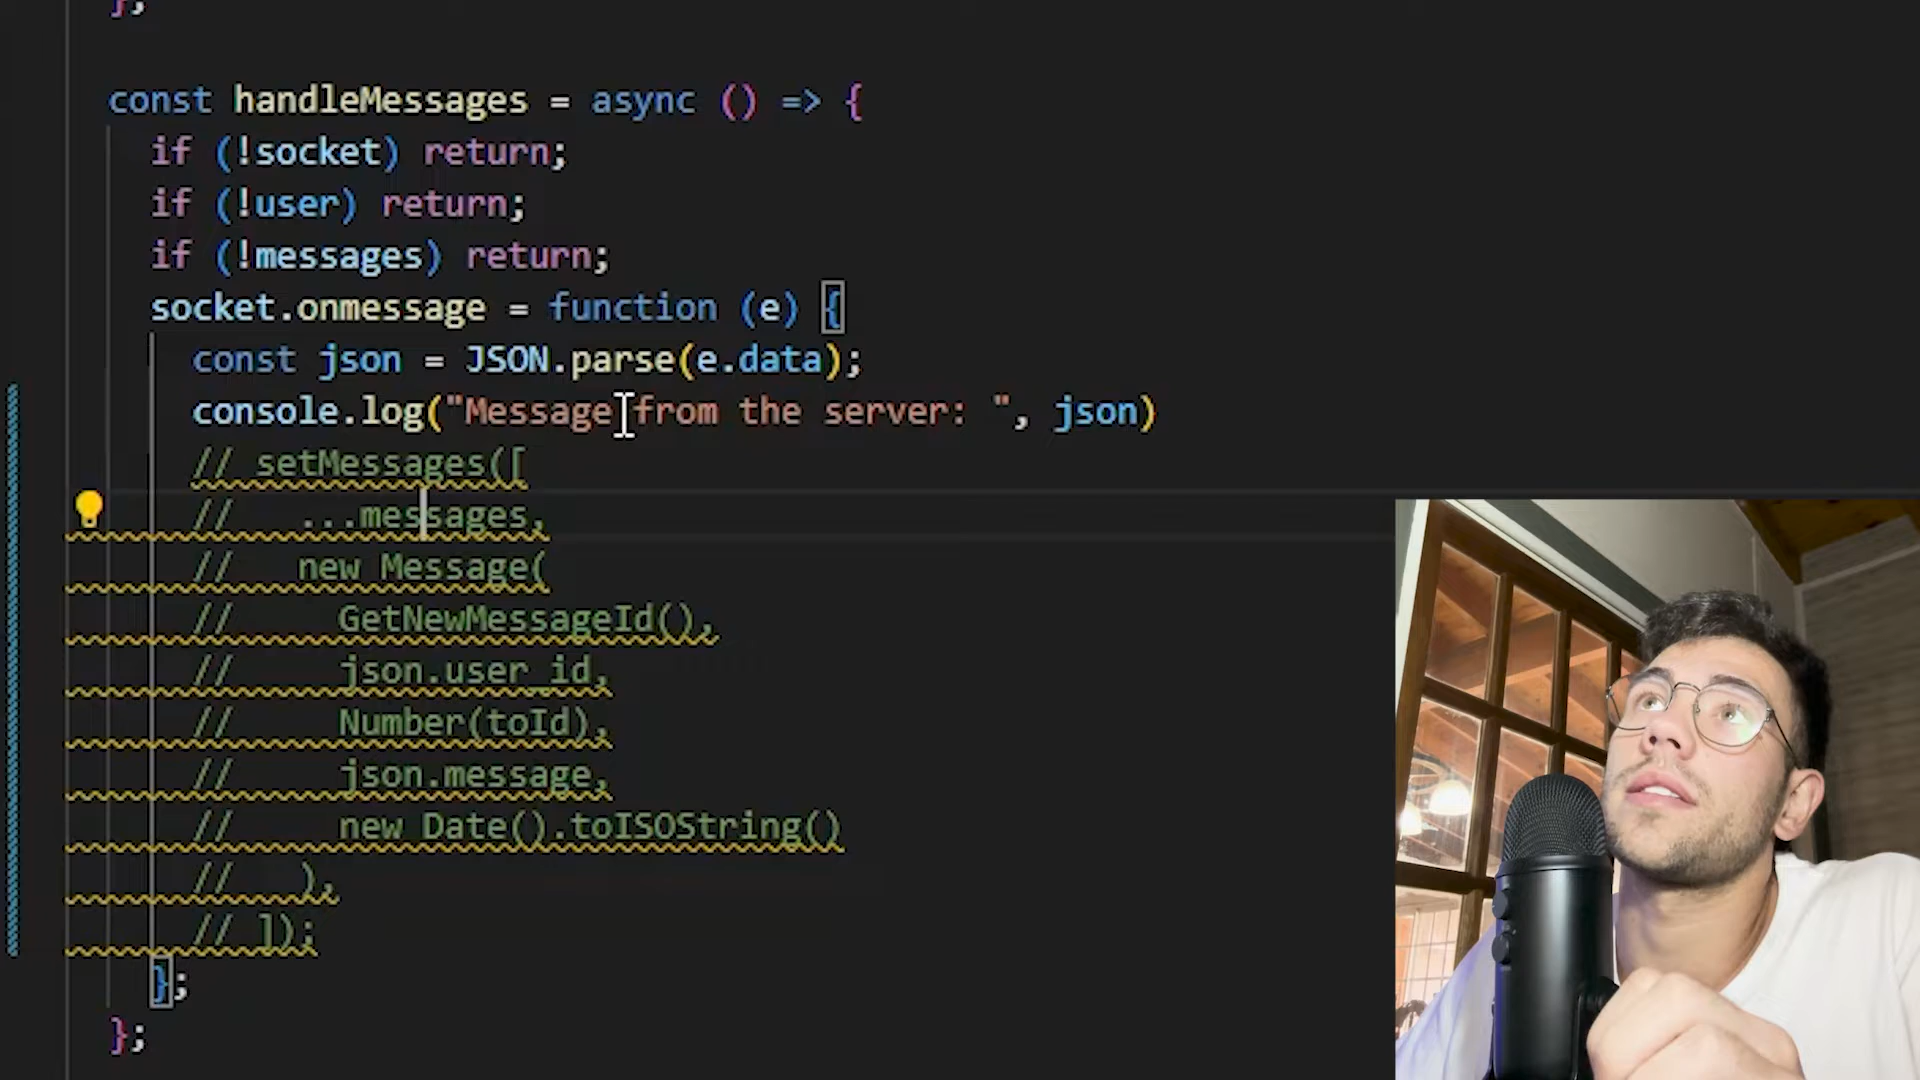 };
const handleMessages = async () => {
if (!socket) return;
if (!user) return;
if (!messages) return;
socket.onmessage = function (e) {
const json = JSON.parse(e.data);
console.log("Message from the server: ", json)
// setMessages([
//   ...messages,
//   new Message(
//     GetNewMessageId(),
//     json.user_id,
//     Number(toId),
//     json.message,
//     new Date().toISOString()
//   ),
// ]);
};
};